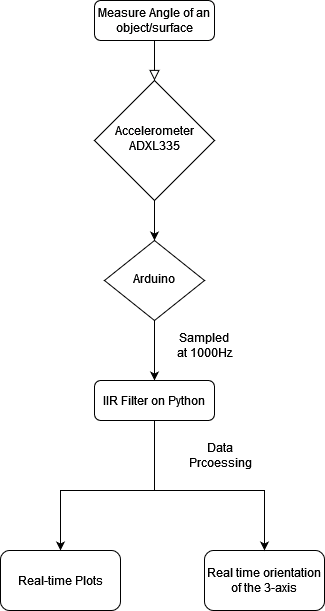 Measure Angle of an
object/surface
Accelerometer
ADXL335
Arduino
Sampled
at 1000Hz
IIR Filter on Python
Data
Prcoessing
Real-time Plots
Real time orientation
of the 3-axis